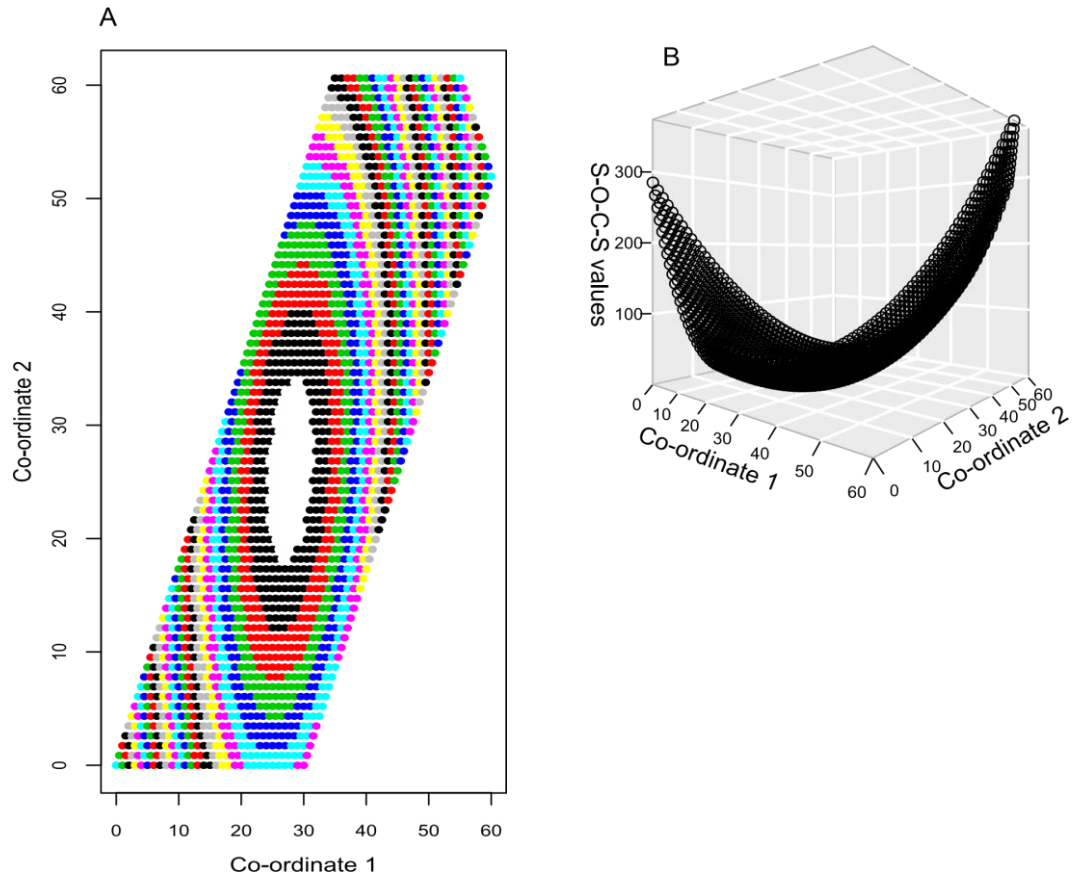 A
60
50
40
30
20
10
0
Co-ordinate 2
0 10 20 30 40 50 60
Co-ordinate 1
B
300
200
100
S-O-C-S values
0 10 20 30 40 50 60
Co-ordinate 1
0 10 20 30 40 50 60
Co-ordinate 2